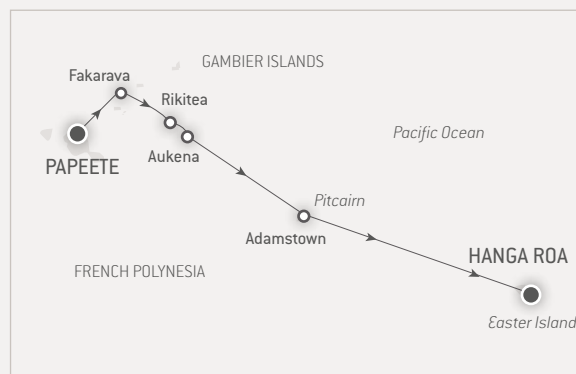 GAMBIER ISLANDS
Fakarava
Rikitea
Pacific Ocean
Aukena
PAPEETE
Pitcairn
Adamstown
HANGA ROA
FRENCH POLYNESIA
Easter Island